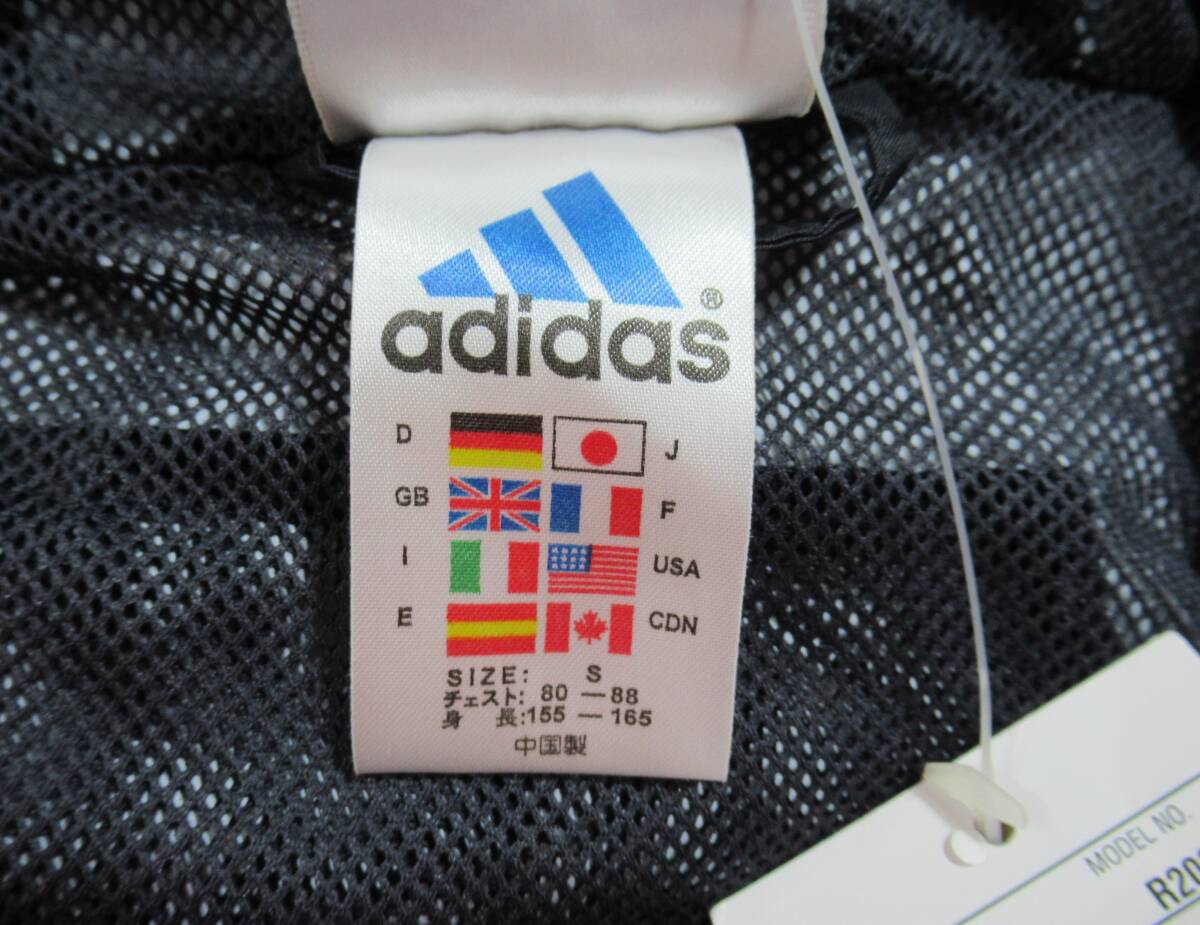 adidas®
D J
GB F
I USA
E CDN
SIZE: S
チェスト: 80 — 88
身 長: 155 — 165
中国製
MODEL NO.